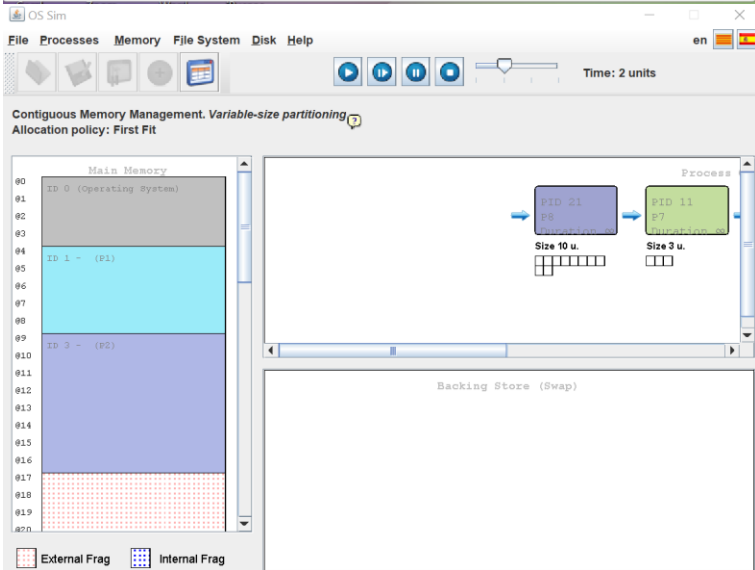 OS Sim
File Processes Memory File System Disk Help
en
Time: 2 units
Contiguous Memory Management. Variable-size partitioning
?
Allocation policy: First Fit
Main Memory
@0
ID 0 (Operating System)
@1
@2
@3
@4
ID 1 - (P1)
@5
@6
@7
@8
@9
ID 3 - (P2)
@10
@11
@12
@13
@14
@15
@16
@17
@18
@19
@20
External Frag
Internal Frag
Process
PID 21
P8
Duration ∞
Size 10 u.
PID 11
P7
Duration ∞
Size 3 u.
Backing Store (Swap)